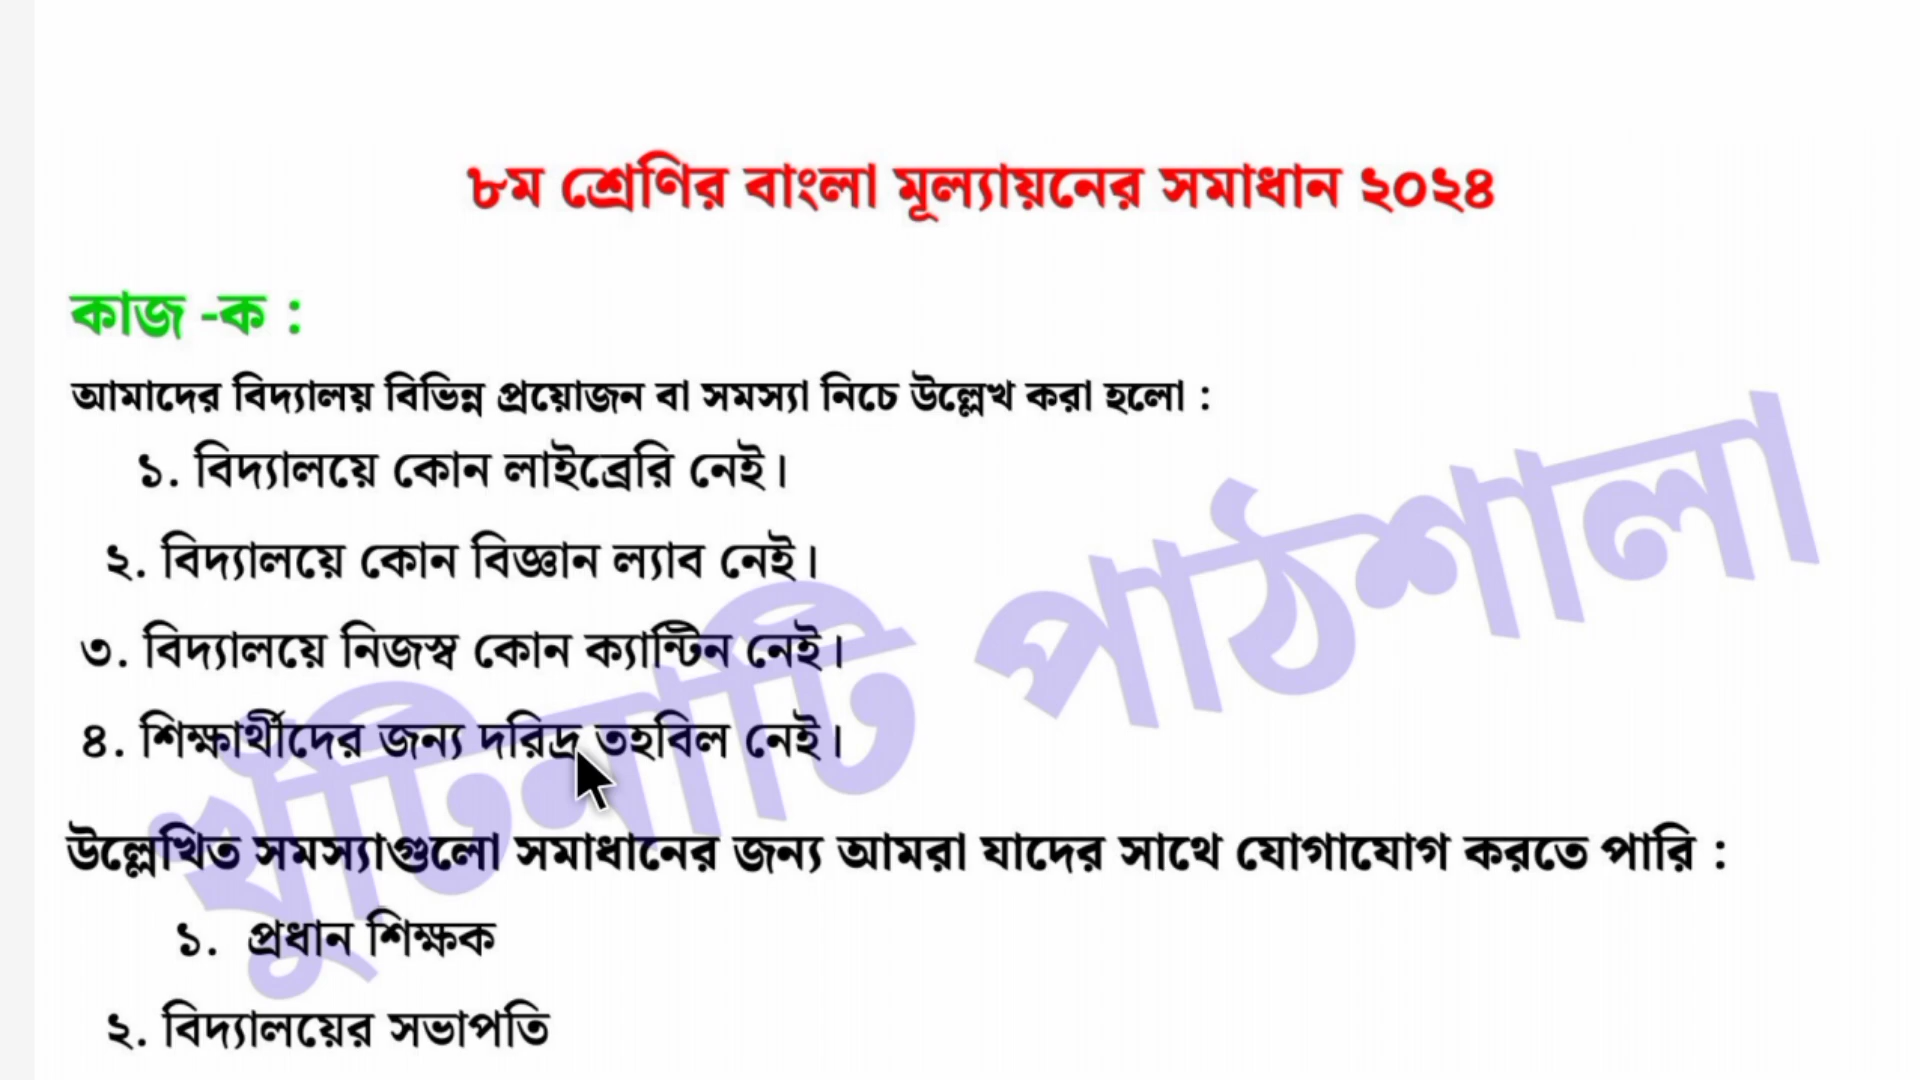 ৮ম শ্রেণির বাংলা মূল্যায়নের সমাধান ২০২৪
কাজ -ক :
আমাদের বিদ্যালয় বিভিন্ন প্রয়োজন বা সমস্যা নিচে উল্লেখ করা হলো :
১. বিদ্যালয়ে কোন লাইব্রেরি নেই।
২. বিদ্যালয়ে কোন বিজ্ঞান ল্যাব নেই।
৩. বিদ্যালয়ে নিজস্ব কোন ক্যান্টিন নেই।
৪. শিক্ষার্থীদের জন্য দরিদ্র তহবিল নেই।
উল্লেখিত সমস্যাগুলো সমাধানের জন্য আমরা যাদের সাথে যোগাযোগ করতে পারি :
১. প্রধান শিক্ষক
২. বিদ্যালয়ের সভাপতি
খুঁটিনাটি পাঠশালা